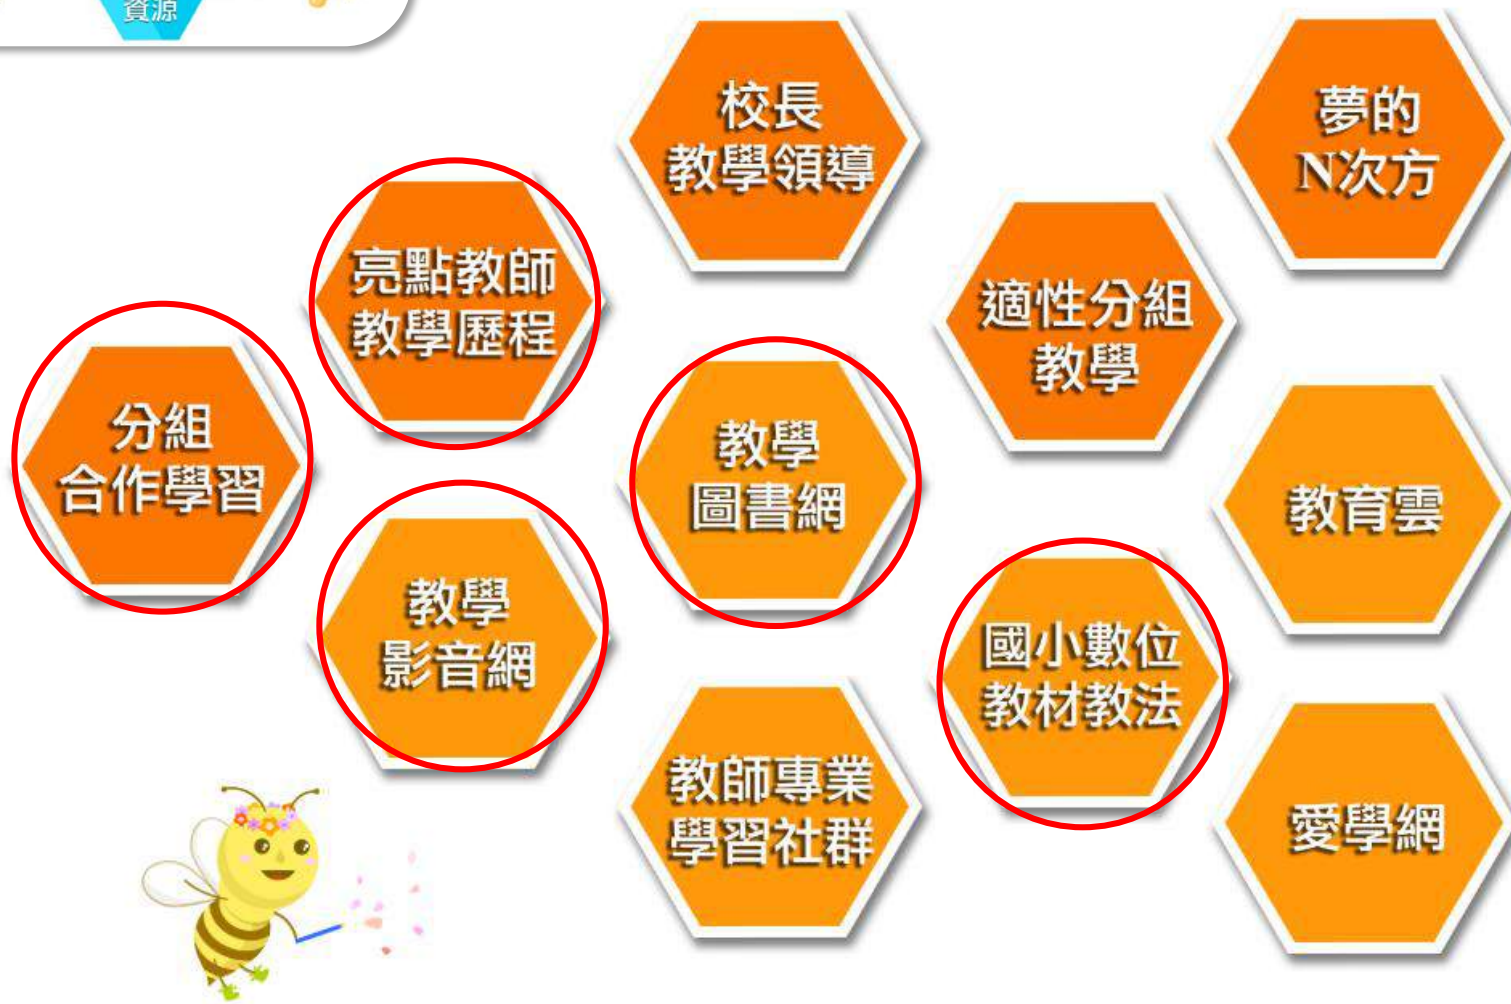 資源
校長
教學領導
夢的
N次方
亮點教師
教學歷程
適性分組
教學
分組
合作學習
教學
圖書網
教育雲
教學
影音網
國小數位
教材教法
教師專業
學習社群
愛學網